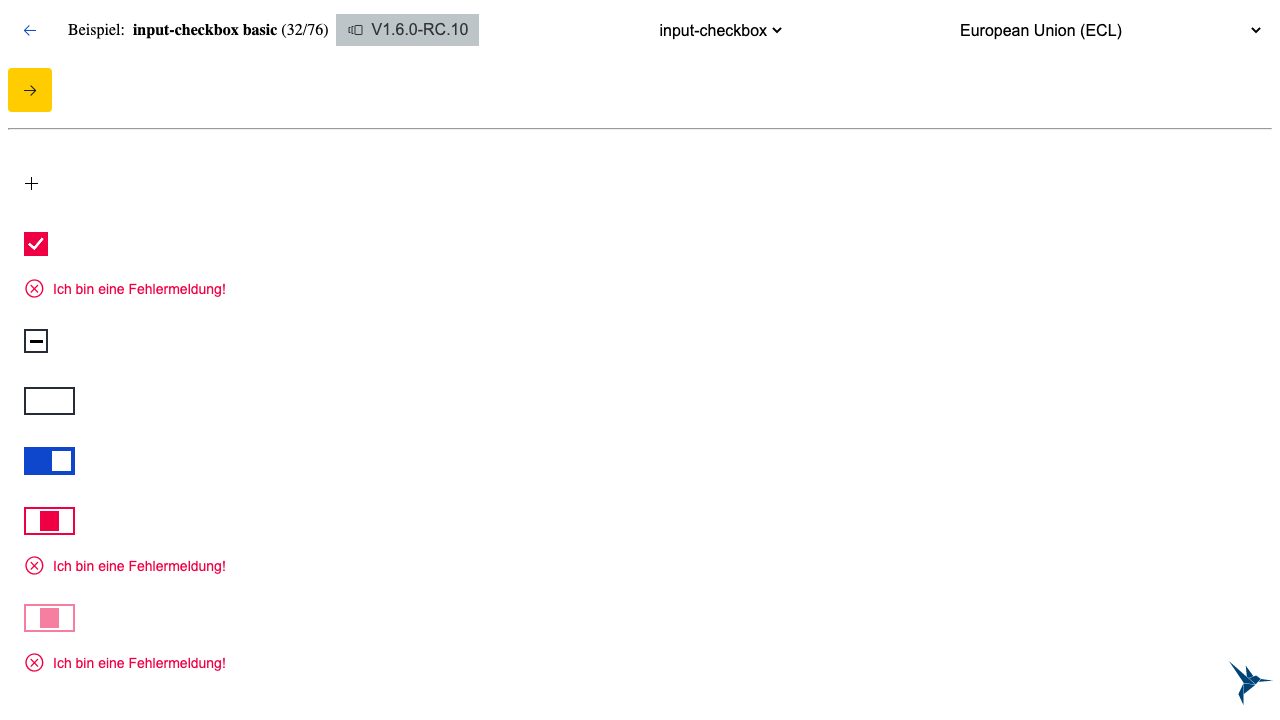 Beispiel: input-checkbox basic (32/76) V1.6.0-RC.10 input-checkbox European Union (ECL)
Ich bin eine Fehlermeldung!
Ich bin eine Fehlermeldung!
Ich bin eine Fehlermeldung!